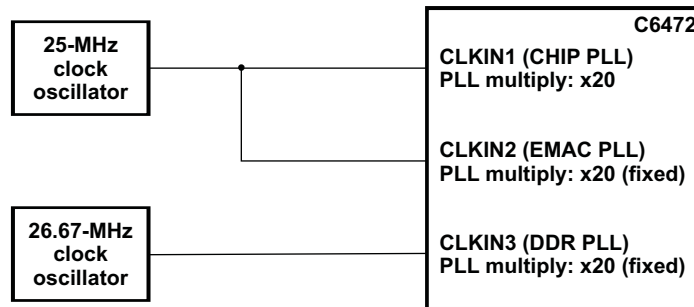 25-MHz
clock
oscillator
C6472
CLKIN1 (CHIP PLL)
PLL multiply: x20
CLKIN2 (EMAC PLL)
PLL multiply: x20 (fixed)
26.67-MHz
clock
oscillator
CLKIN3 (DDR PLL)
PLL multiply: x20 (fixed)